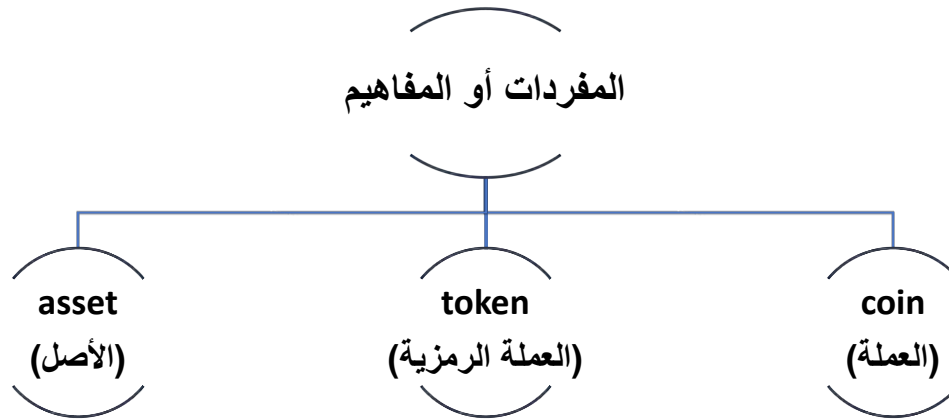 المفردات أو المفاهيم
coin
(العملة)
token
(العملة الرمزية)
asset
(الأصل)